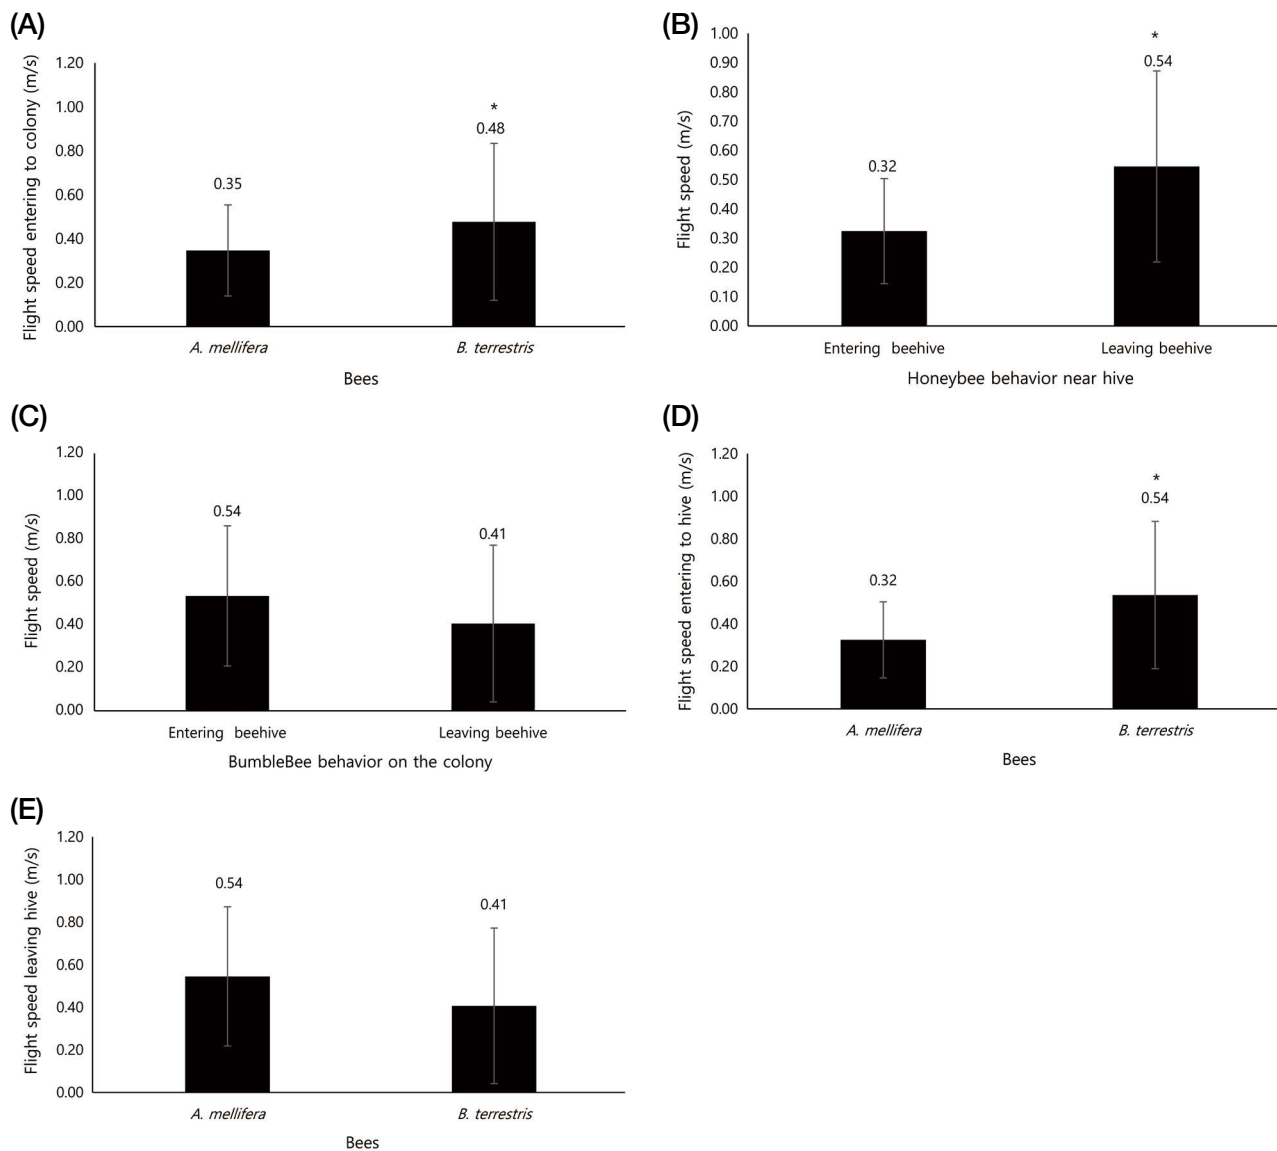 (A)
Flight speed entering to colony (m/s)
1.20
1.00
0.80
0.60
0.40
0.20
0.00
0.35
*
0.48
A. mellifera
B. terrestris
Bees
(B)
Flight speed (m/s)
1.00
0.90
0.80
0.70
0.60
0.50
0.40
0.30
0.20
0.10
0.00
0.32
*
0.54
Entering beehive
Leaving beehive
Honeybee behavior near hive
(C)
Flight speed (m/s)
1.20
1.00
0.80
0.60
0.40
0.20
0.00
0.54
0.41
Entering beehive
Leaving beehive
BumbleBee behavior on the colony
(D)
Flight speed entering to hive (m/s)
1.20
1.00
0.80
0.60
0.40
0.20
0.00
0.32
*
0.54
A. mellifera
B. terrestris
Bees
(E)
Flight speed leaving hive (m/s)
1.20
1.00
0.80
0.60
0.40
0.20
0.00
0.54
0.41
A. mellifera
B. terrestris
Bees